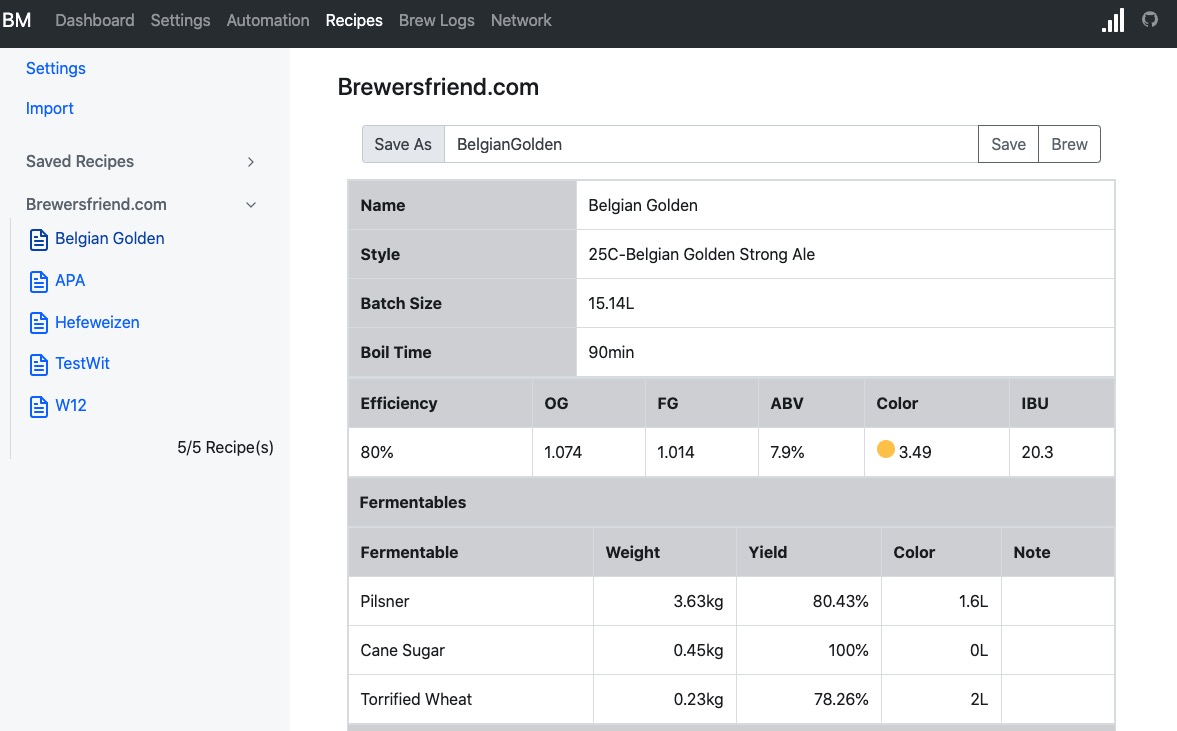 BM Dashboard Settings Automation Recipes Brew Logs Network
Settings
Import
Saved Recipes
Brewersfriend.com
Belgian Golden
APA
Hefeweizen
TestWit
W12
5/5 Recipe(s)
Brewersfriend.com
Save As BelgianGolden Save Brew
Name Belgian Golden
Style 25C-Belgian Golden Strong Ale
Batch Size 15.14L
Boil Time 90min
Efficiency OG FG ABV Color IBU
80% 1.074 1.014 7.9% 3.49 20.3
Fermentables
Fermentable Weight Yield Color Note
Pilsner 3.63kg 80.43% 1.6L
Cane Sugar 0.45kg 100% 0L
Torrified Wheat 0.23kg 78.26% 2L